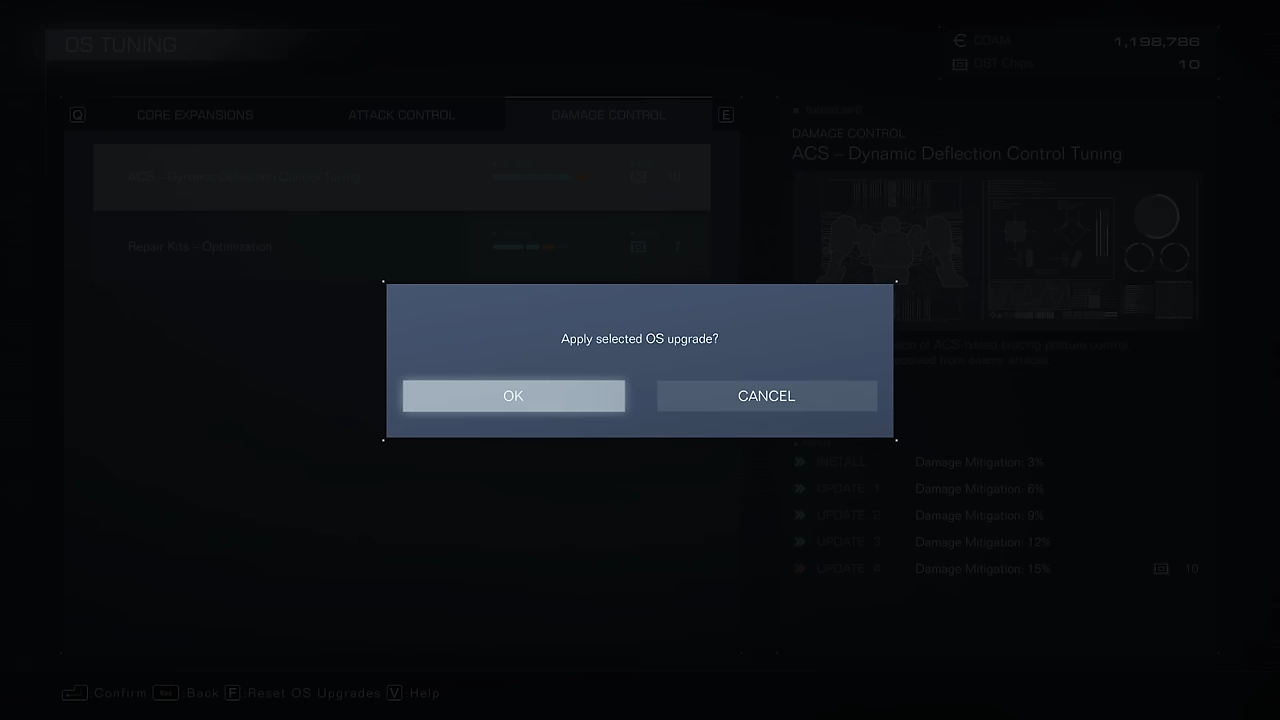 OS TUNING
COAM 1,198,786
OST Chips 10
Q CORE EXPANSIONS ATTACK CONTROL DAMAGE CONTROL E
DAMAGE CONTROL
ACS – Dynamic Deflection Control Tuning
ACS – Dynamic Deflection Control Tuning 10
Repair Kits – Optimization 7
Apply selected OS upgrade?
OK CANCEL
INSTALL Damage Mitigation: 3%
UPDATE 1 Damage Mitigation: 6%
UPDATE 2 Damage Mitigation: 9%
UPDATE 3 Damage Mitigation: 12%
UPDATE 4 Damage Mitigation: 15% 10
:Confirm Esc :Back F :Reset OS Upgrades V :Help